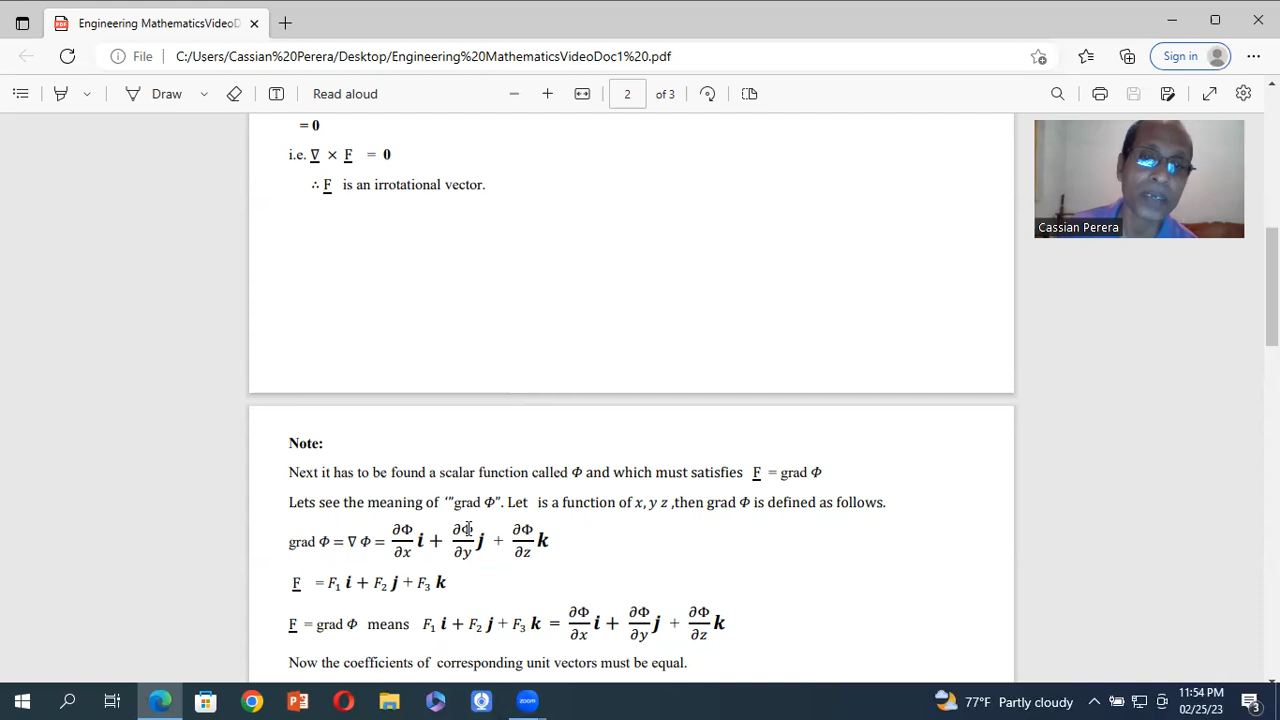 Engineering MathematicsVideoD
File
C:/Users/Cassian%20Perera/Desktop/Engineering%20MathematicsVideoDoc1%20.pdf
Sign in
Read aloud
Draw
2 of 3
= 0
i.e. ∇ × F = 0
∴ F is an irrotational vector.
Cassian Perera
Note:
Next it has to be found a scalar function called Φ and which must satisfies F = grad Φ
Lets see the meaning of ‘”grad Φ”. Let is a function of x, y z ,then grad Φ is defined as follows.
grad Φ = ∇ Φ = ∂Φ/∂x i + ∂Φ/∂y j + ∂Φ/∂z k
F = F₁ i + F₂ j + F₃ k
F = grad Φ means F₁ i + F₂ j + F₃ k = ∂Φ/∂x i + ∂Φ/∂y j + ∂Φ/∂z k
Now the coefficients of corresponding unit vectors must be equal.
77°F Partly cloudy
11:54 PM
02/25/23
3